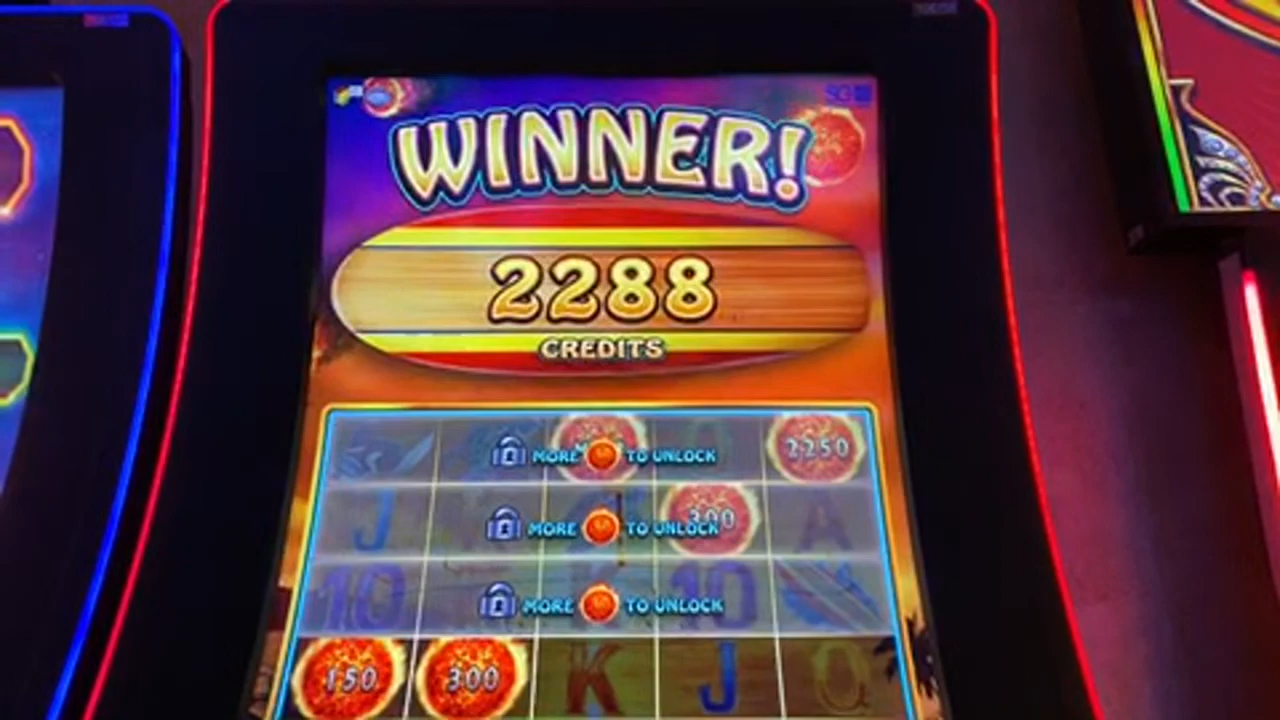 WINNER!
2288
CREDITS
MORE TO UNLOCK
2250
J
MORE TO UNLOCK
300
A
10
MORE TO UNLOCK
K
10
150
300
K
J
Q